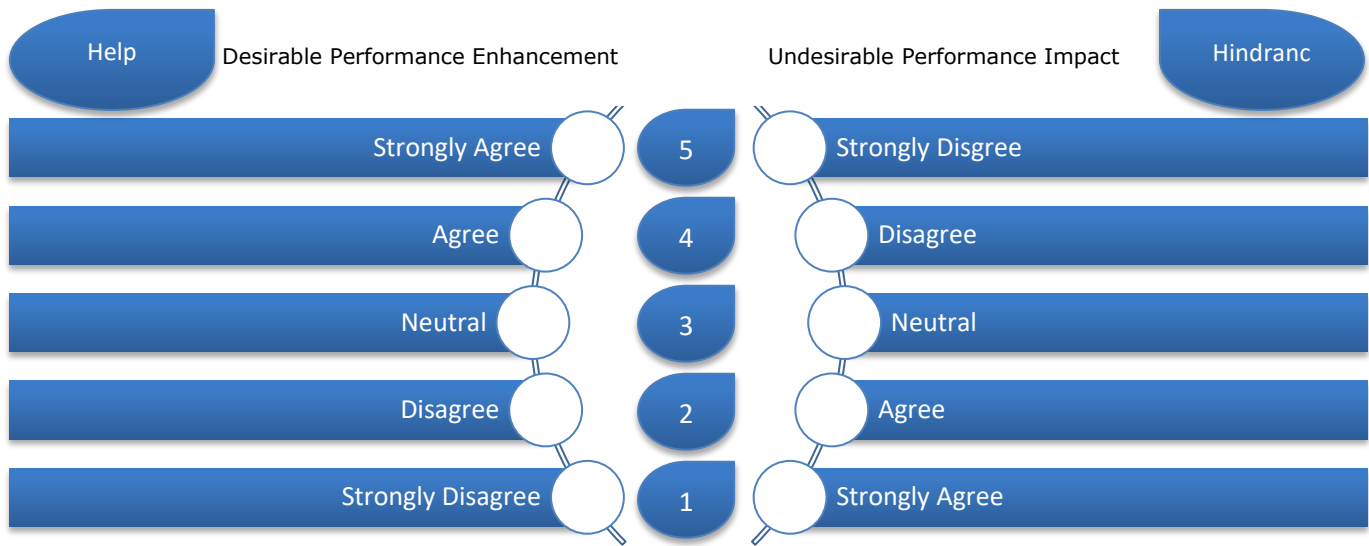 Help
Desirable Performance Enhancement
Undesirable Performance Impact
Hindranc
Strongly Agree
5
Strongly Disgree
Agree
4
Disagree
Neutral
3
Neutral
Disagree
2
Agree
Strongly Disagree
1
Strongly Agree